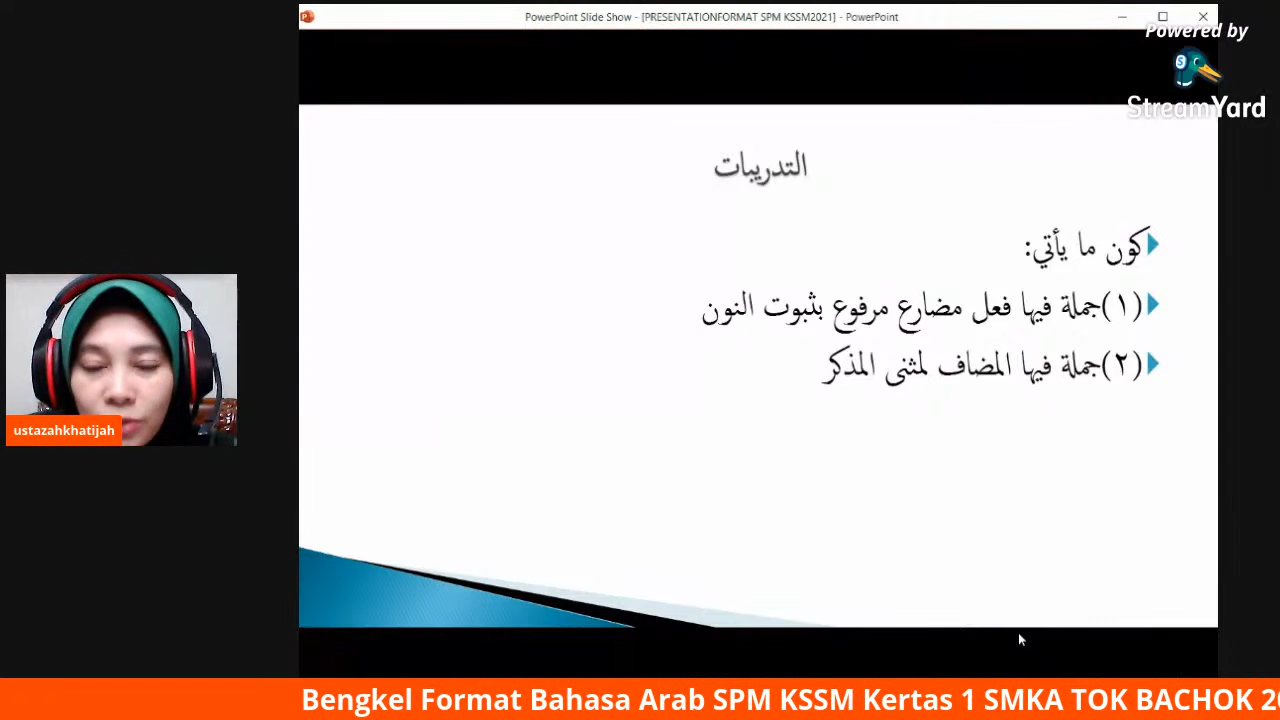 PowerPoint Slide Show - [PRESENTATIONFORMAT SPM KSSM2021] - PowerPoint
Powered by
StreamYard
التدريبات
كون ما يأتي:
(١)جملة فيها فعل مضارع مرفوع بثبوت النون
(٢)جملة فيها المضاف لمثنى المذكر
ustazahkhatijah
Bengkel Format Bahasa Arab SPM KSSM Kertas 1 SMKA TOK BACHOK 20